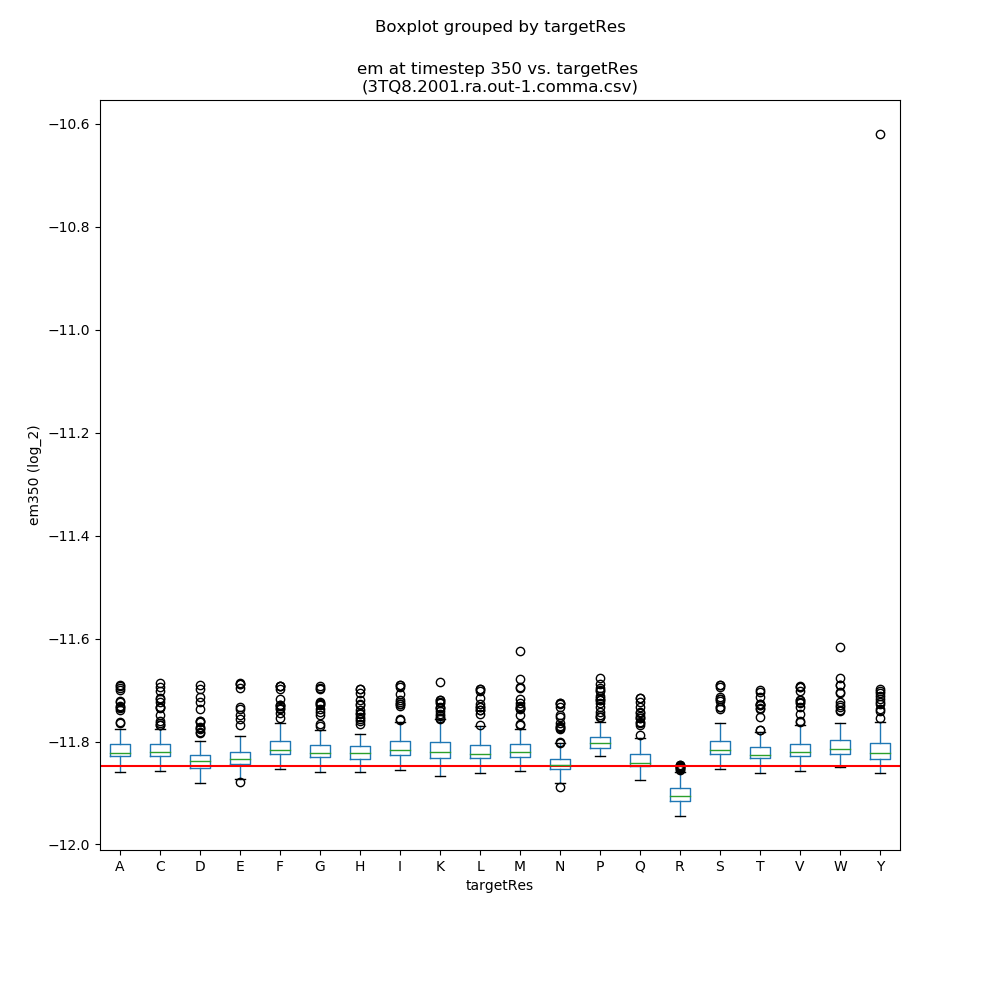 Boxplot grouped by targetRes
em at timestep 350 vs. targetRes
(3TQ8.2001.ra.out-1.comma.csv)
−10.6
−10.8
−11.0
−11.2
−11.4
−11.6
−11.8
−12.0
em350 (log_2)
A C D E F G H I K L M N P Q R S T V W Y
targetRes